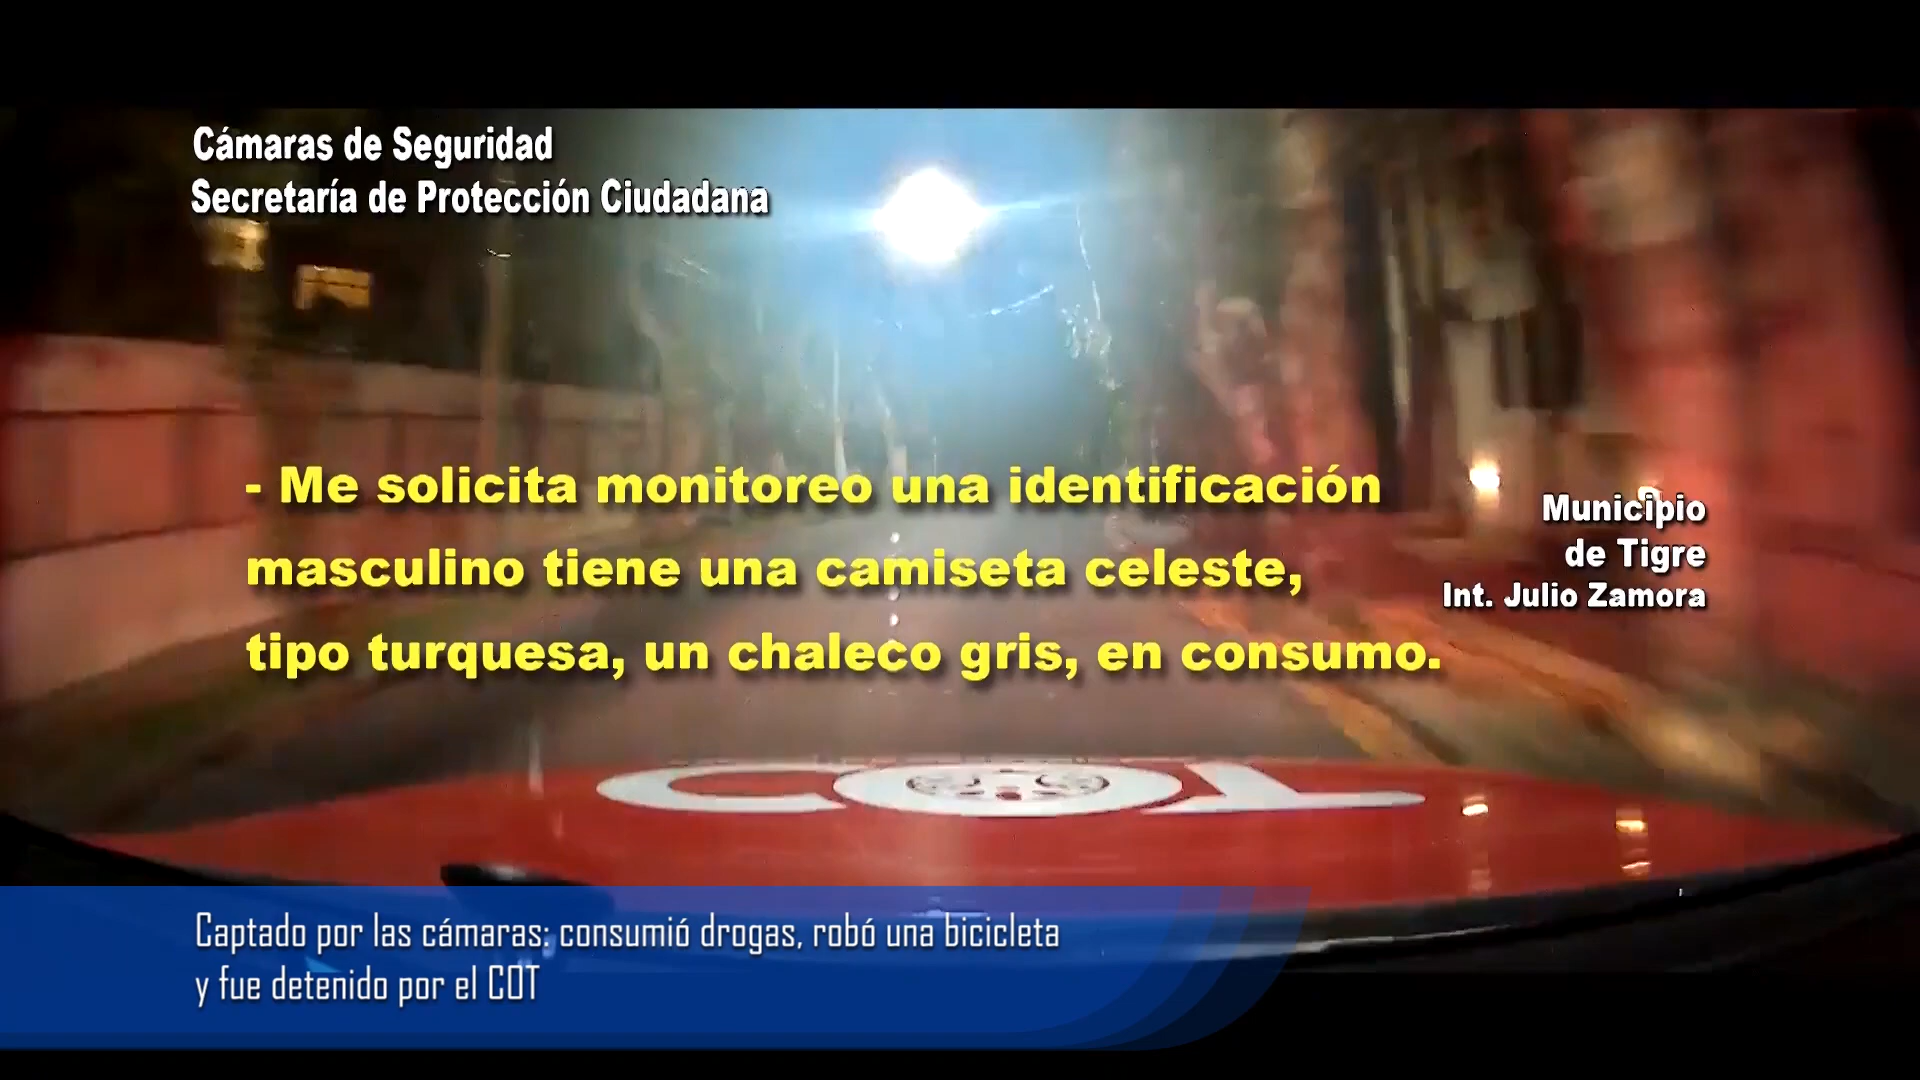 Cámaras de Seguridad
Secretaría de Protección Ciudadana
- Me solicita monitoreo una identificación
masculino tiene una camiseta celeste,
tipo turquesa, un chaleco gris, en consumo.
Municipio
de Tigre
Int. Julio Zamora
COT
Captado por las cámaras: consumió drogas, robó una bicicleta
y fue detenido por el COT